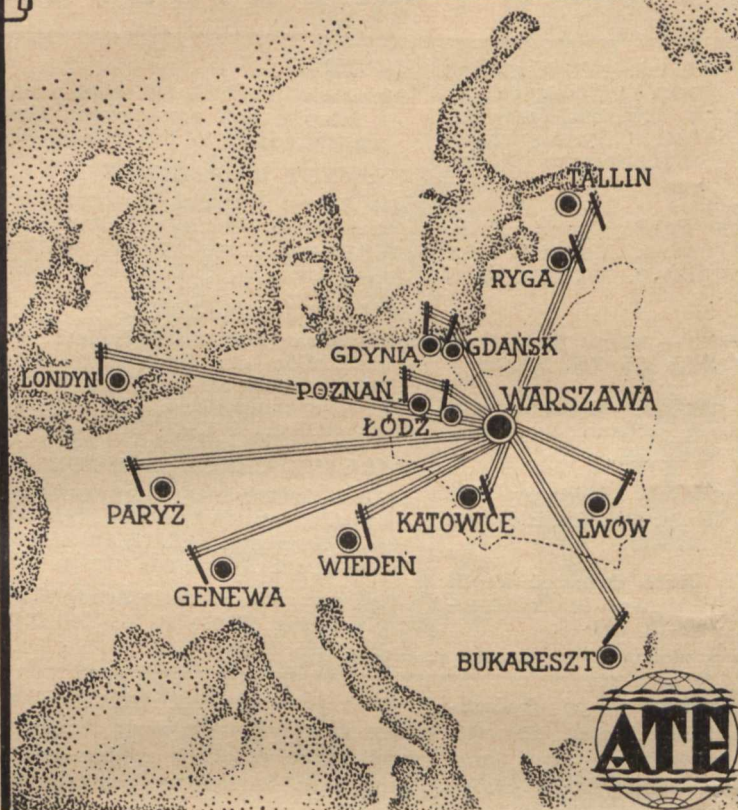 TALLIN
RYGA
GDYNIA
GDAŃSK
LONDYN
POZNAŃ
WARSZAWA
ŁÓDŹ
PARYŻ
KATOWICE
LWÓW
WIEDEŃ
GENEWA
BUKARESZT
ATE